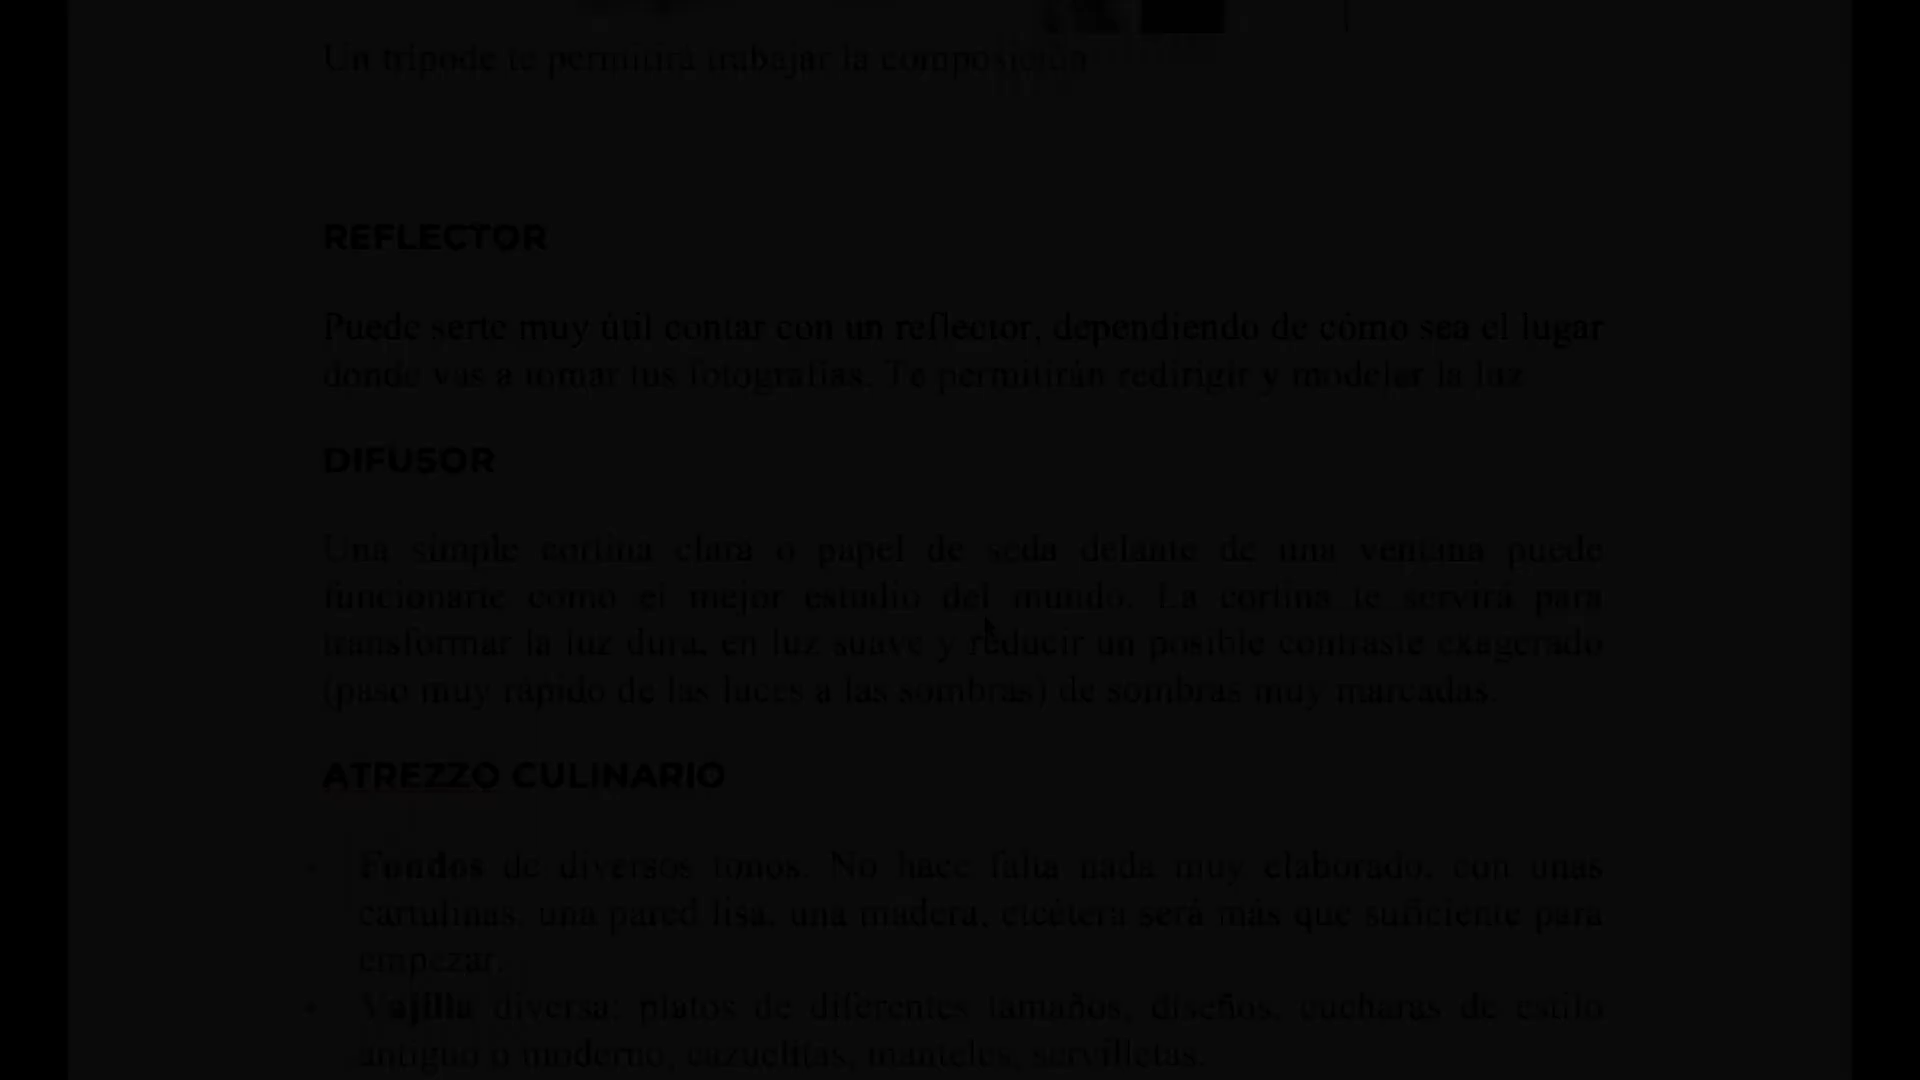 Un trípode te permitirá trabajar la composición
REFLECTOR
Puede serte muy útil contar con un reflector, dependiendo de cómo sea el lugar
donde vas a tomar tus fotografías. Te permitirán redirigir y modelar la luz
DIFUSOR
Una simple cortina clara o papel de seda delante de una ventana puede
funcionarte como el mejor estudio del mundo. La cortina te servirá para
transformar la luz dura, en luz suave y reducir un posible contraste exagerado
(paso muy rápido de las luces a las sombras) de sombras muy marcadas.
ATREZZO CULINARIO
- Fondos de diversos tonos. No hace falta nada muy elaborado, con unas
cartulinas, una pared lisa, una madera, etcétera será más que suficiente para
empezar.
- Vajilla diversa: platos de diferentes tamaños, diseños, cucharas de estilo
antiguo o moderno, cazuelitas, manteles, servilletas.